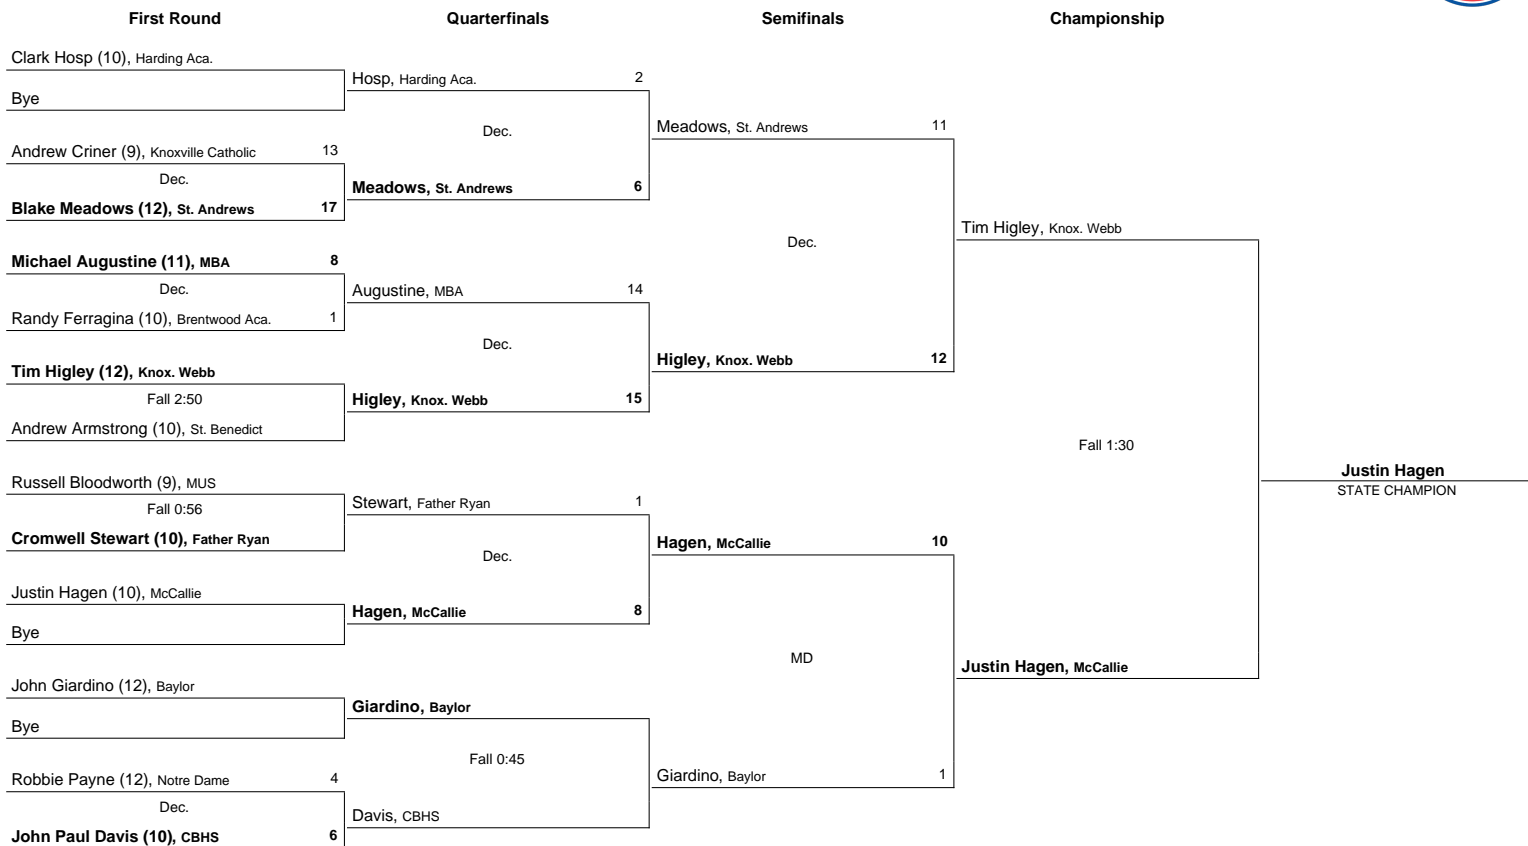 First Round Quarterfinals Semifinals Championship
Clark Hosp (10), Harding Aca.
Bye
Andrew Criner (9), Knoxville Catholic 13
Dec.
Blake Meadows (12), St. Andrews 17
Michael Augustine (11), MBA 8
Dec.
Randy Ferragina (10), Brentwood Aca. 1
Tim Higley (12), Knox. Webb
Fall 2:50
Andrew Armstrong (10), St. Benedict
Russell Bloodworth (9), MUS
Fall 0:56
Cromwell Stewart (10), Father Ryan
Justin Hagen (10), McCallie
Bye
John Giardino (12), Baylor
Bye
Robbie Payne (12), Notre Dame 4
Dec.
John Paul Davis (10), CBHS 6
Hosp, Harding Aca. 2
Dec.
Meadows, St. Andrews 6
Augustine, MBA 14
Dec.
Higley, Knox. Webb 15
Stewart, Father Ryan 1
Dec.
Hagen, McCallie 8
Giardino, Baylor
Fall 0:45
Davis, CBHS
Meadows, St. Andrews 11
Dec.
Higley, Knox. Webb 12
Hagen, McCallie 10
MD
Giardino, Baylor 1
Tim Higley, Knox. Webb
Fall 1:30
Justin Hagen, McCallie
Justin Hagen
STATE CHAMPION